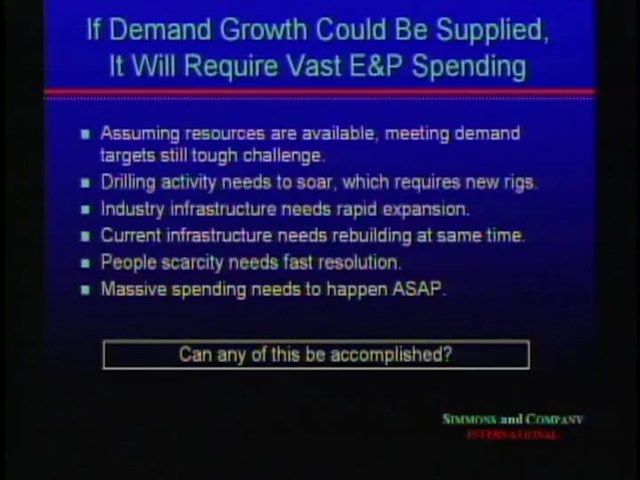 If Demand Growth Could Be Supplied,
It Will Require Vast E&P Spending
Assuming resources are available, meeting demand
targets still tough challenge.
Drilling activity needs to soar, which requires new rigs.
Industry infrastructure needs rapid expansion.
Current infrastructure needs rebuilding at same time.
People scarcity needs fast resolution.
Massive spending needs to happen ASAP.
Can any of this be accomplished?
SIMMONS and COMPANY
INTERNATIONAL